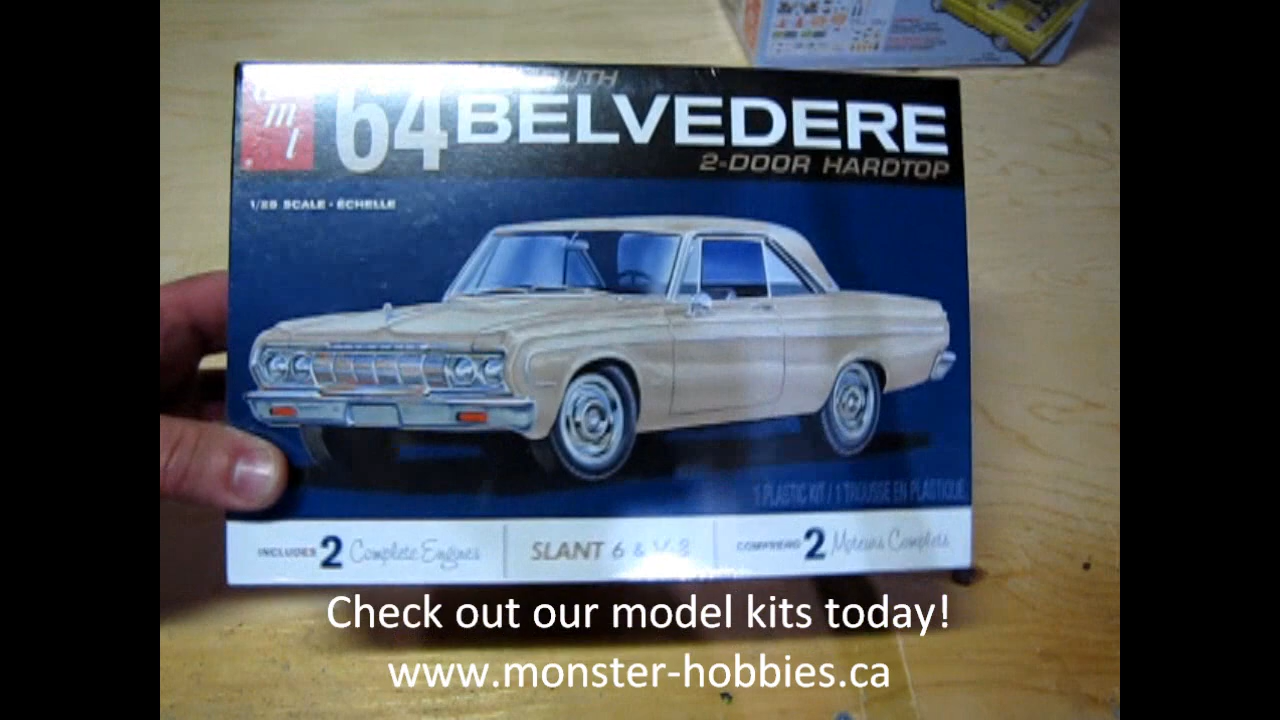 amt
'64 BELVEDERE
2-DOOR HARDTOP
1/25 SCALE • ÉCHELLE
1 PLASTIC KIT / 1 TROUSSE EN PLASTIQUE
INCLUDES 2 Complete Engines
SLANT 6 & V-8
COMPREND 2 Moteurs Complets
Check out our model kits today!
www.monster-hobbies.ca